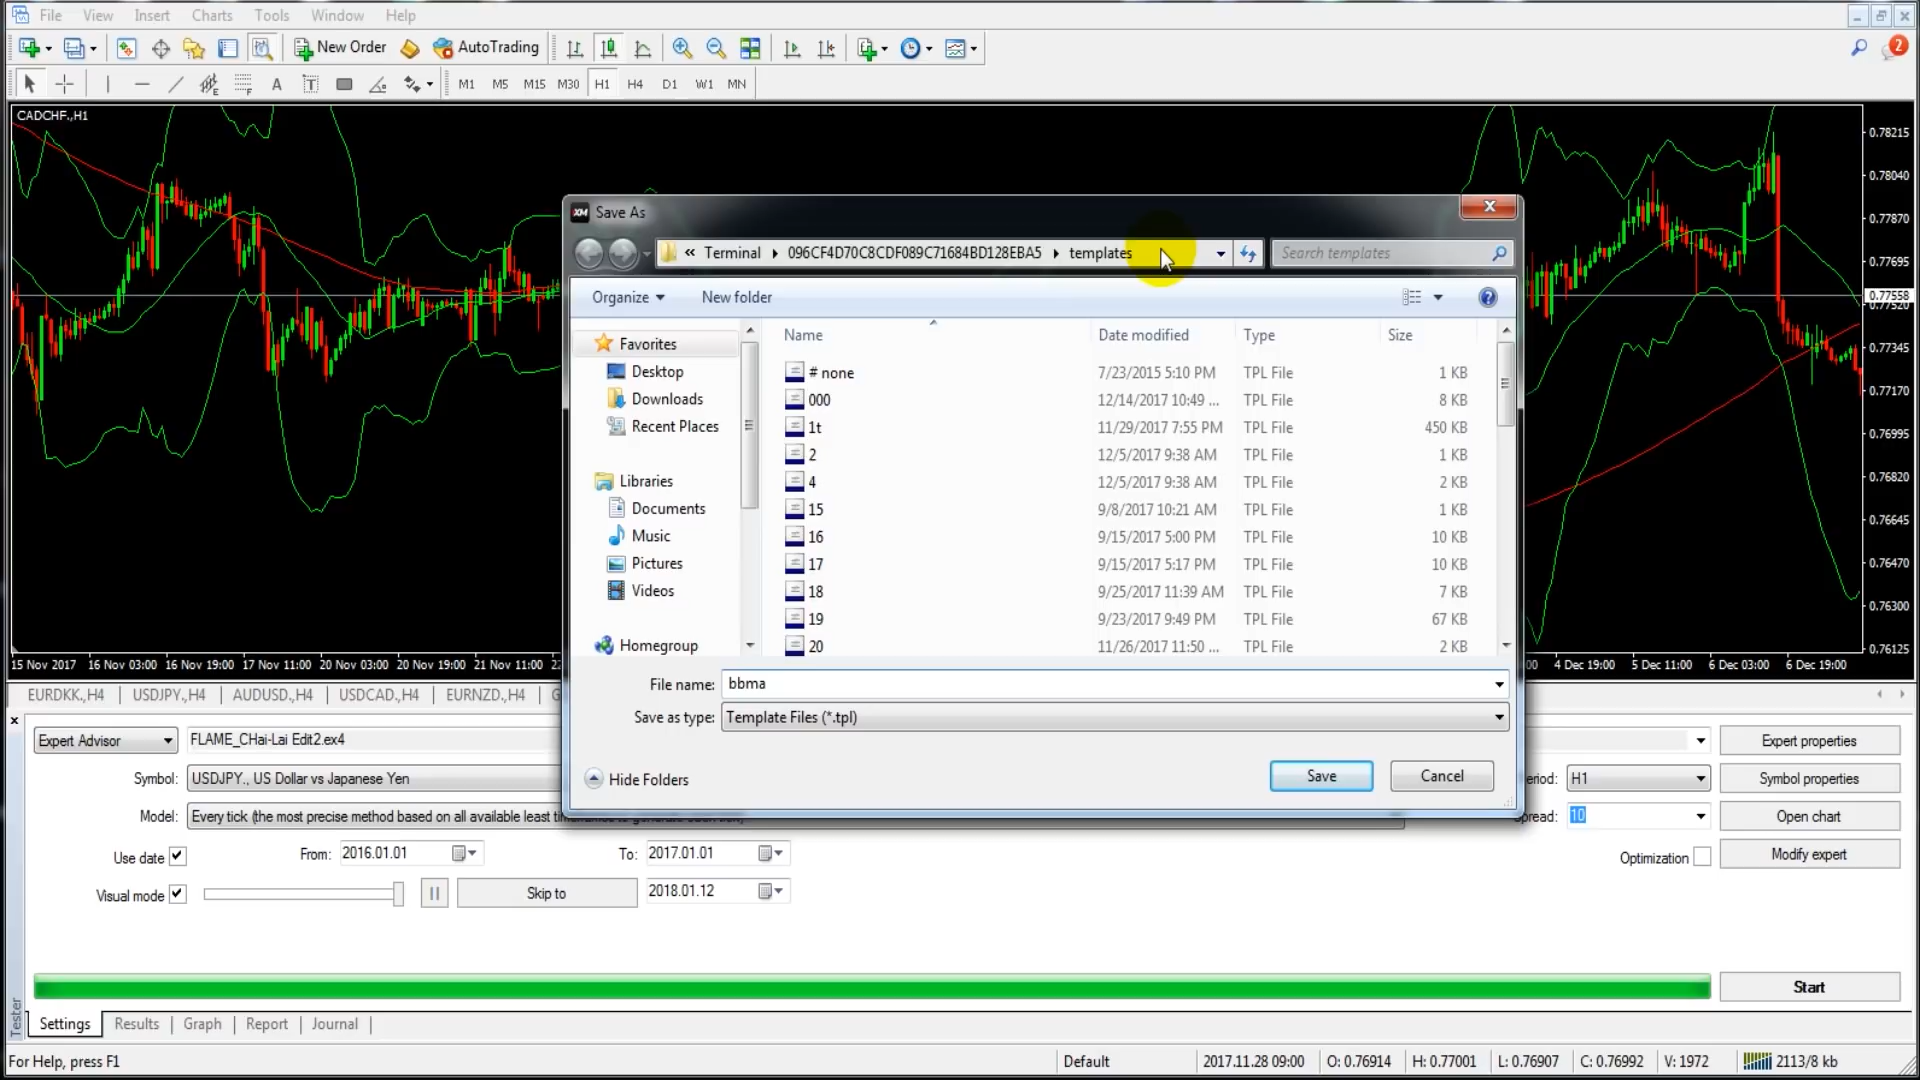 File View Insert Charts Tools Window Help
New Order AutoTrading 2
A T M1 M5 M15 M30 H1 H4 D1 W1 MN
CADCHF.,H1
0.78215
0.78040
0.77870
0.77695
0.77558
0.77520
0.77345
0.77170
0.76995
0.76820
0.76645
0.76470
0.76300
0.76125
XM Save As
« Terminal 096CF4D70C8CDF089C71684BD128EBA5 templates Search templates
Organize New folder
Favorites
Desktop
Downloads
Recent Places
Libraries
Documents
Music
Pictures
Videos
Homegroup
Name Date modified Type Size
# none 7/23/2015 5:10 PM TPL File 1 KB
000 12/14/2017 10:49 ... TPL File 8 KB
1t 11/29/2017 7:55 PM TPL File 450 KB
2 12/5/2017 9:38 AM TPL File 1 KB
4 12/5/2017 9:38 AM TPL File 2 KB
15 9/8/2017 10:21 AM TPL File 1 KB
16 9/15/2017 5:00 PM TPL File 10 KB
17 9/15/2017 5:17 PM TPL File 10 KB
18 9/25/2017 11:39 AM TPL File 7 KB
19 9/23/2017 9:49 PM TPL File 67 KB
20 11/26/2017 11:50 ... TPL File 2 KB
File name: bbma
Save as type: Template Files (*.tpl)
Hide Folders Save Cancel
15 Nov 2017 16 Nov 03:00 16 Nov 19:00 17 Nov 11:00 20 Nov 03:00 20 Nov 19:00 21 Nov 11:00 22 00 4 Dec 19:00 5 Dec 11:00 6 Dec 03:00 6 Dec 19:00
EURDKK.,H4 USDJPY.,H4 AUDUSD.,H4 USDCAD.,H4 EURNZD.,H4 G
Expert Advisor FLAME_CHai-Lai Edit2.ex4 Expert properties
Symbol: USDJPY., US Dollar vs Japanese Yen eriod: H1 Symbol properties
Model: Every tick (the most precise method based on all available least timeframes to generate each tick) Spread: 10 Open chart
Use date From: 2016.01.01 To: 2017.01.01 Optimization Modify expert
Visual mode Skip to 2018.01.12
Start
Tester
Settings Results Graph Report Journal
For Help, press F1 Default 2017.11.28 09:00 O: 0.76914 H: 0.77001 L: 0.76907 C: 0.76992 V: 1972 2113/8 kb